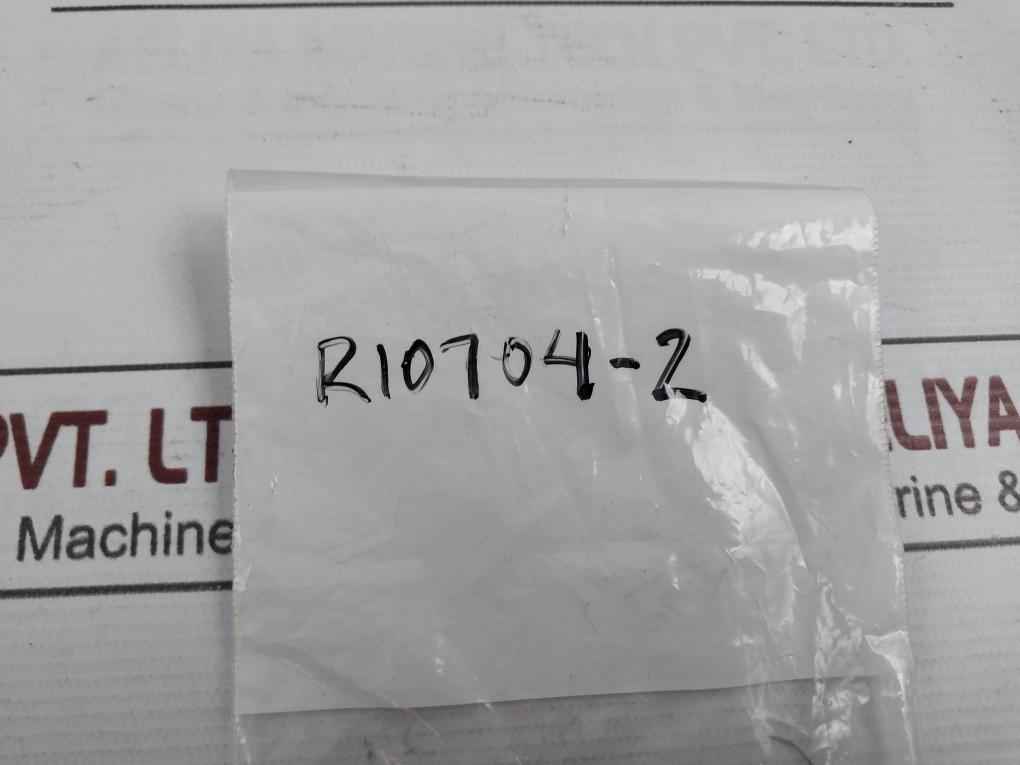 R10704-2
PVT. LT
LIYA
Machine
rine &